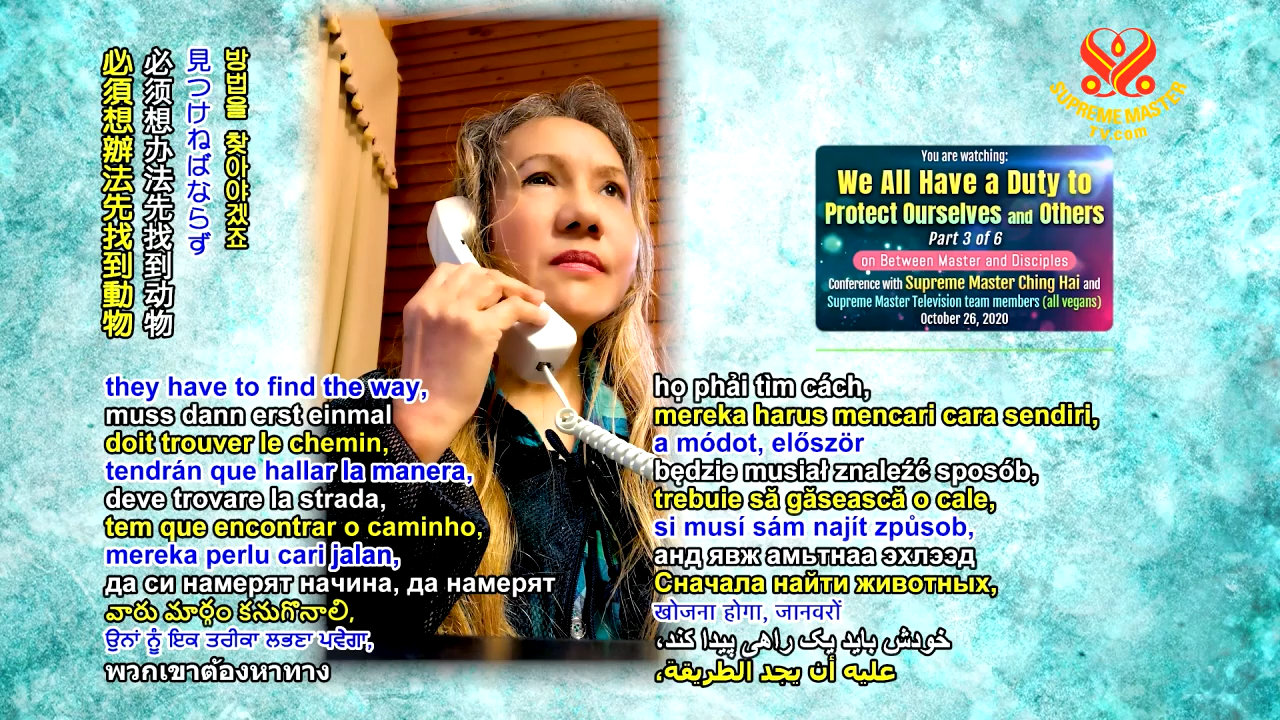 必須想辦法先找到動物
必须想办法先找到动物
見つけねばならず
방법을 찾아야겠죠
SUPREME MASTER
TV.com
You are watching:
We All Have a Duty to
Protect Ourselves and Others
Part 3 of 6
on Between Master and Disciples
Conference with Supreme Master Ching Hai and
Supreme Master Television team members (all vegans)
October 26, 2020
they have to find the way,
muss dann erst einmal
doit trouver le chemin,
tendrán que hallar la manera,
deve trovare la strada,
tem que encontrar o caminho,
mereka perlu cari jalan,
да си намерят начина, да намерят
వారు మార్గం కనుగొనాలి,
ਉਨਾਂ ਨੂੰ ਇਕ ਤਰੀਕਾ ਲਭਣਾ ਪਵੇਗਾ,
พวกเขาต้องหาทาง
họ phải tìm cách,
mereka harus mencari cara sendiri,
a módot, először
będzie musiał znaleźć sposób,
trebuie să găsească o cale,
si musí sám najít způsob,
анд явж амьтнаа эхлээд
Сначала найти животных,
खोजना होगा, जानवरों
خودش باید یک راهی پیدا کند،
عليه أن يجد الطريقة،